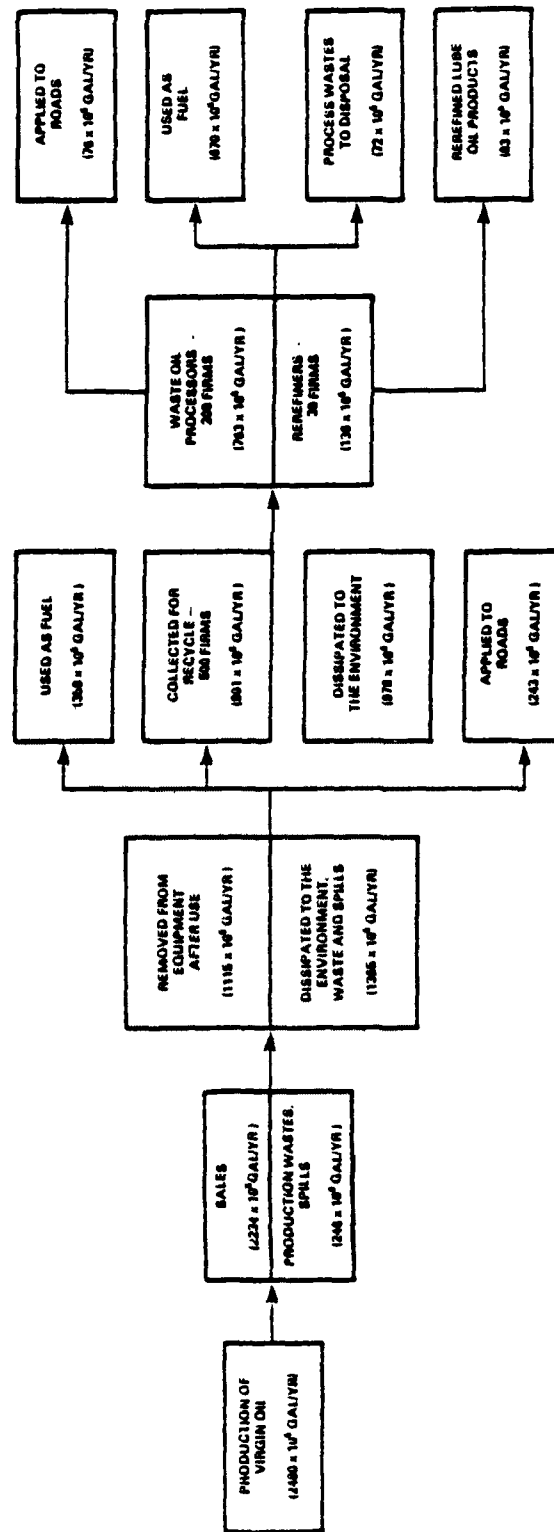 PRODUCTION OF
VIRGIN OIL
(2480 x 10⁶ GAL/YR)
SALES
(2234 x 10⁶ GAL/YR)
PRODUCTION WASTES,
SPILLS
(246 x 10⁶ GAL/YR)
REMOVED FROM
EQUIPMENT
AFTER USE
(1115 x 10⁶ GAL/YR)
DISSIPATED TO THE
ENVIRONMENT,
WASTE AND SPILLS
(1365 x 10⁶ GAL/YR)
USED AS FUEL
(358 x 10⁶ GAL/YR)
COLLECTED FOR
RECYCLE –
500 FIRMS
(901 x 10⁶ GAL/YR)
DISSIPATED TO
THE ENVIRONMENT
(978 x 10⁶ GAL/YR)
APPLIED TO
ROADS
(243 x 10⁶ GAL/YR)
WASTE OIL
PROCESSORS -
200 FIRMS
(763 x 10⁶ GAL/YR)
REREFINERS -
30 FIRMS
(138 x 10⁶ GAL/YR)
APPLIED TO
ROADS
(76 x 10⁶ GAL/YR)
USED AS
FUEL
(670 x 10⁶ GAL/YR)
PROCESS WASTES
TO DISPOSAL
(72 x 10⁶ GAL/YR)
REREFINED LUBE
OIL PRODUCTS
(83 x 10⁶ GAL/YR)